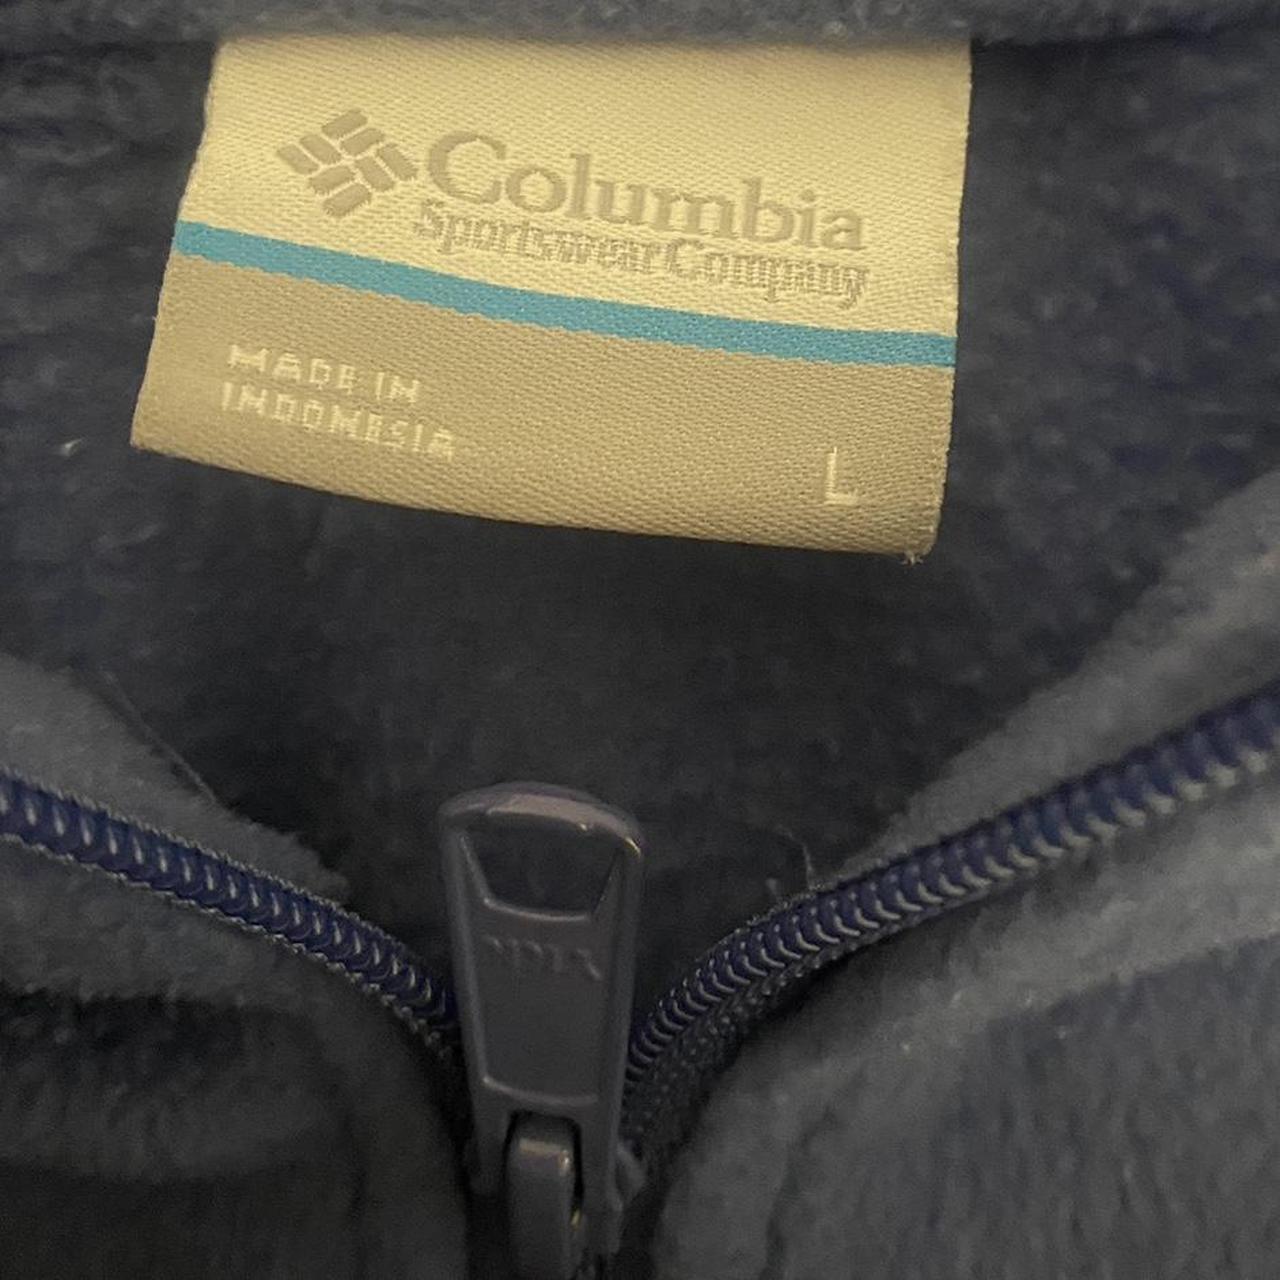 Columbia
Sportswear Company
MADE IN
INDONESIA
L